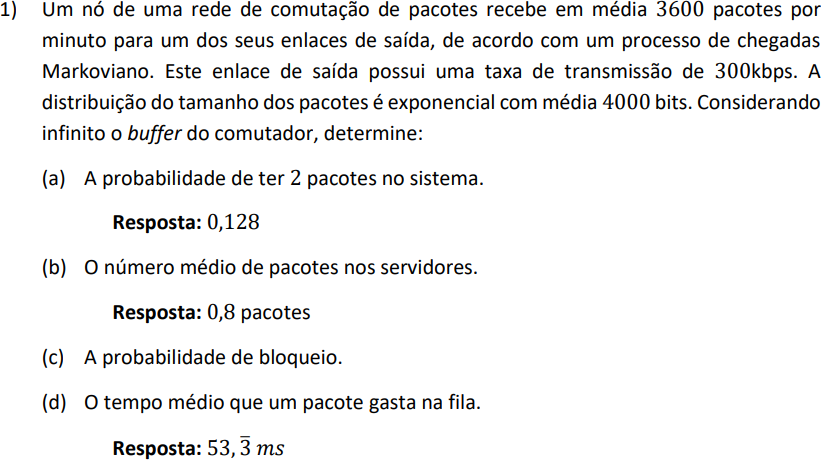 1) Um nó de uma rede de comutação de pacotes recebe em média 3600 pacotes por
minuto para um dos seus enlaces de saída, de acordo com um processo de chegadas
Markoviano. Este enlace de saída possui uma taxa de transmissão de 300kbps. A
distribuição do tamanho dos pacotes é exponencial com média 4000 bits. Considerando
infinito o buffer do comutador, determine:
(a) A probabilidade de ter 2 pacotes no sistema.
Resposta: 0,128
(b) O número médio de pacotes nos servidores.
Resposta: 0,8 pacotes
(c) A probabilidade de bloqueio.
(d) O tempo médio que um pacote gasta na fila.
Resposta: 53,3̅ ms